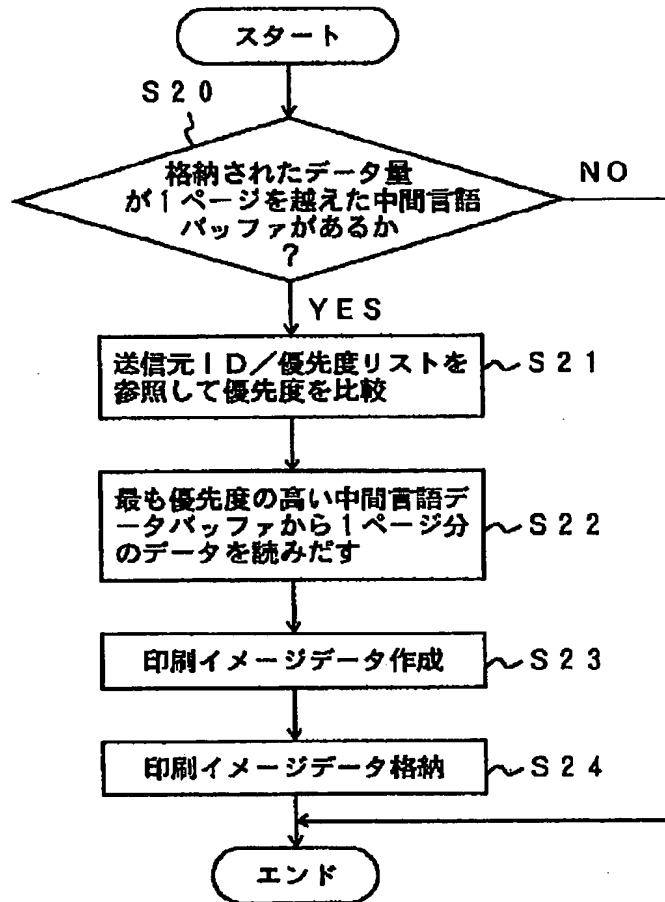 スタート
S20
格納されたデータ量
が1ページを越えた中間言語
バッファがあるか
?
NO
YES
送信元ID/優先度リストを
参照して優先度を比較
S21
最も優先度の高い中間言語デ
ータバッファから1ページ分
のデータを読みだす
S22
印刷イメージデータ作成
S23
印刷イメージデータ格納
S24
エンド